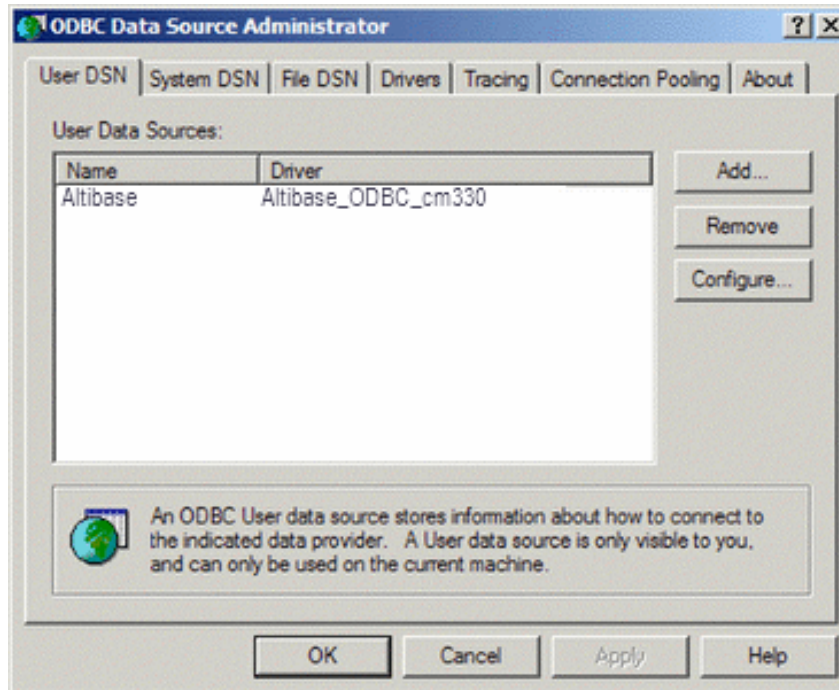 ODBC Data Source Administrator
User DSN System DSN File DSN Drivers Tracing Connection Pooling About
User Data Sources:
Name Driver
Altibase Altibase_ODBC_cm330
Add...
Remove
Configure...
An ODBC User data source stores information about how to connect to
the indicated data provider. A User data source is only visible to you,
and can only be used on the current machine.
OK Cancel Apply Help